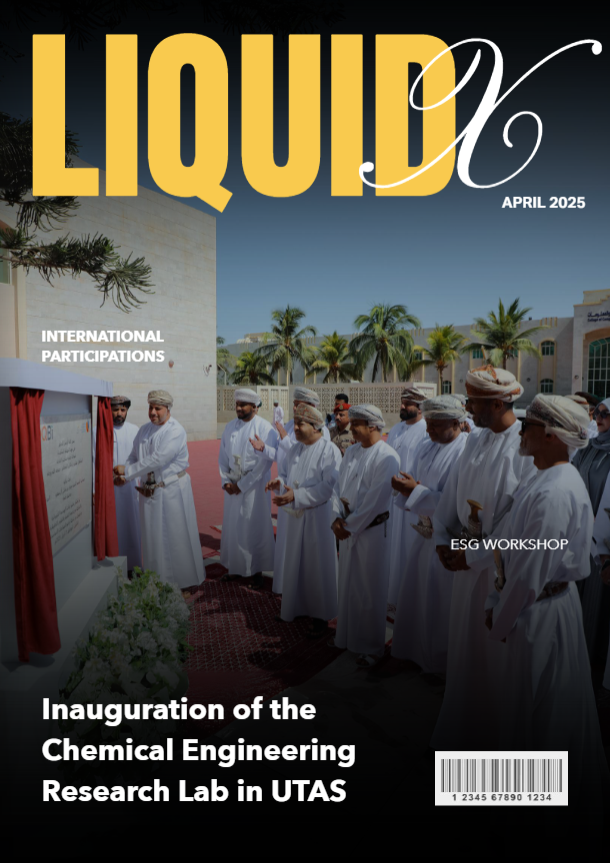 LIQUID X
APRIL 2025
INTERNATIONAL
PARTICIPATIONS
ESG WORKSHOP
Inauguration of the
Chemical Engineering
Research Lab in UTAS
1 2345 67890 1234